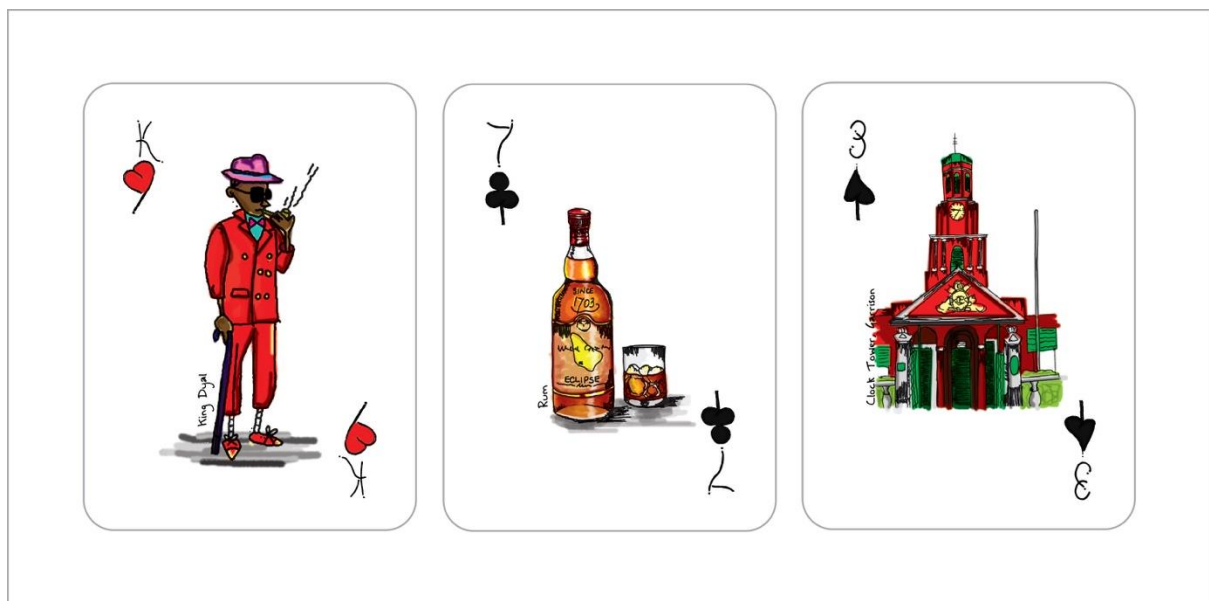 K
King Dyal
K
7
SINCE
1703
ECLIPSE
Rum
7
3
Clock Tower Garrison
3